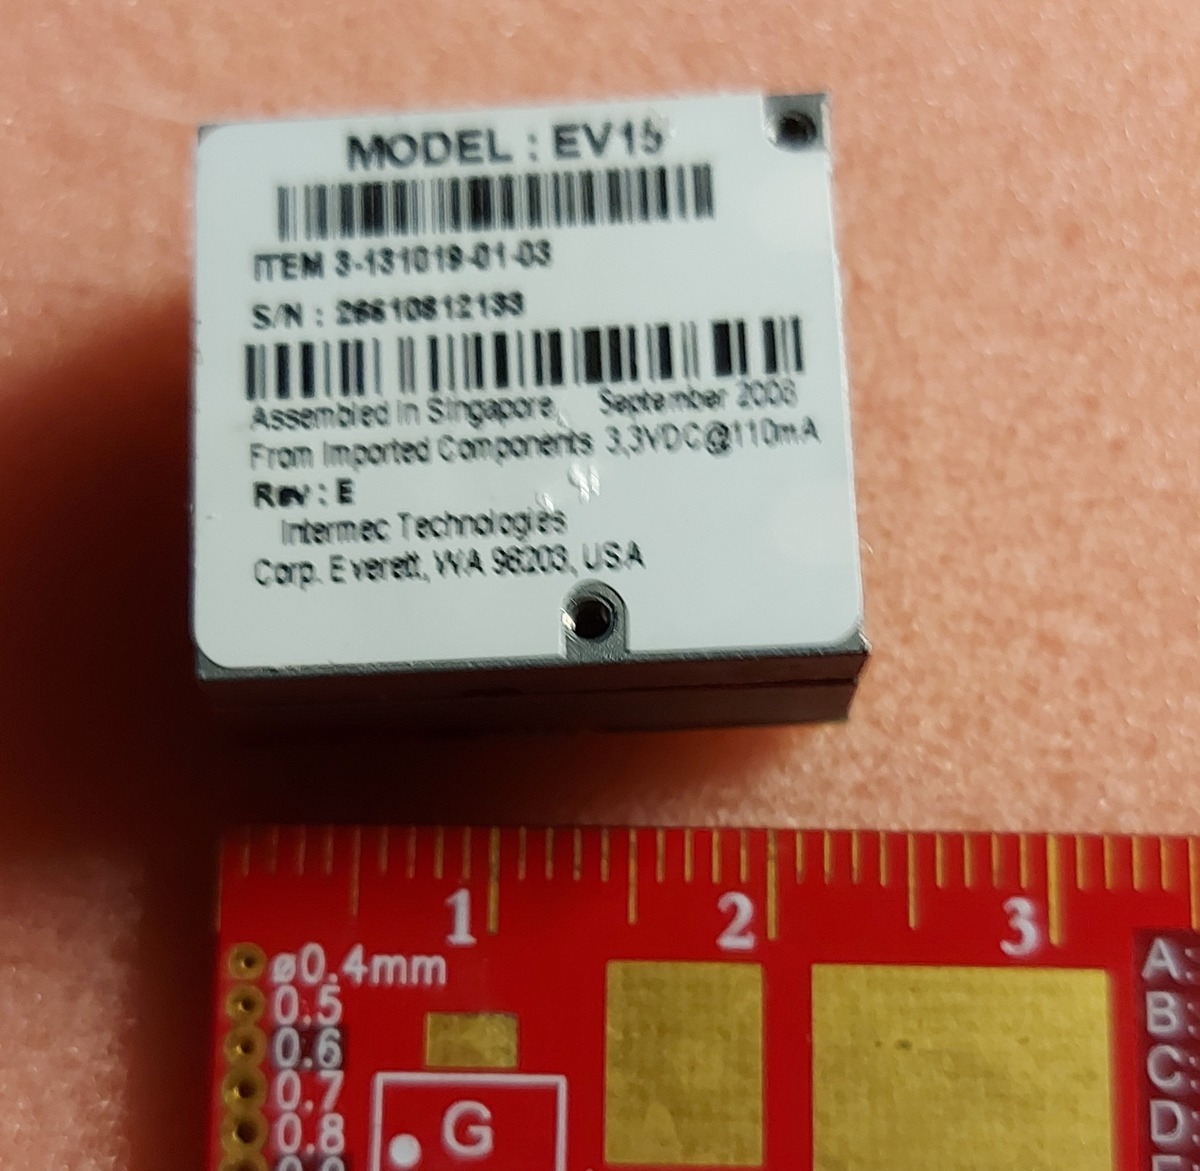 MODEL : EV15
ITEM 3-131019-01-03
S/N : 26610812133
Assembled in Singapore, September 2008
From Imported Components 3,3VDC@110mA
Rev : E
Intermec Technologies
Corp. Everett, WA 98203, USA
1 2 3
ø0.4mm
0.5
0.6
0.7
0.8
G
A:
B:
C:
D: